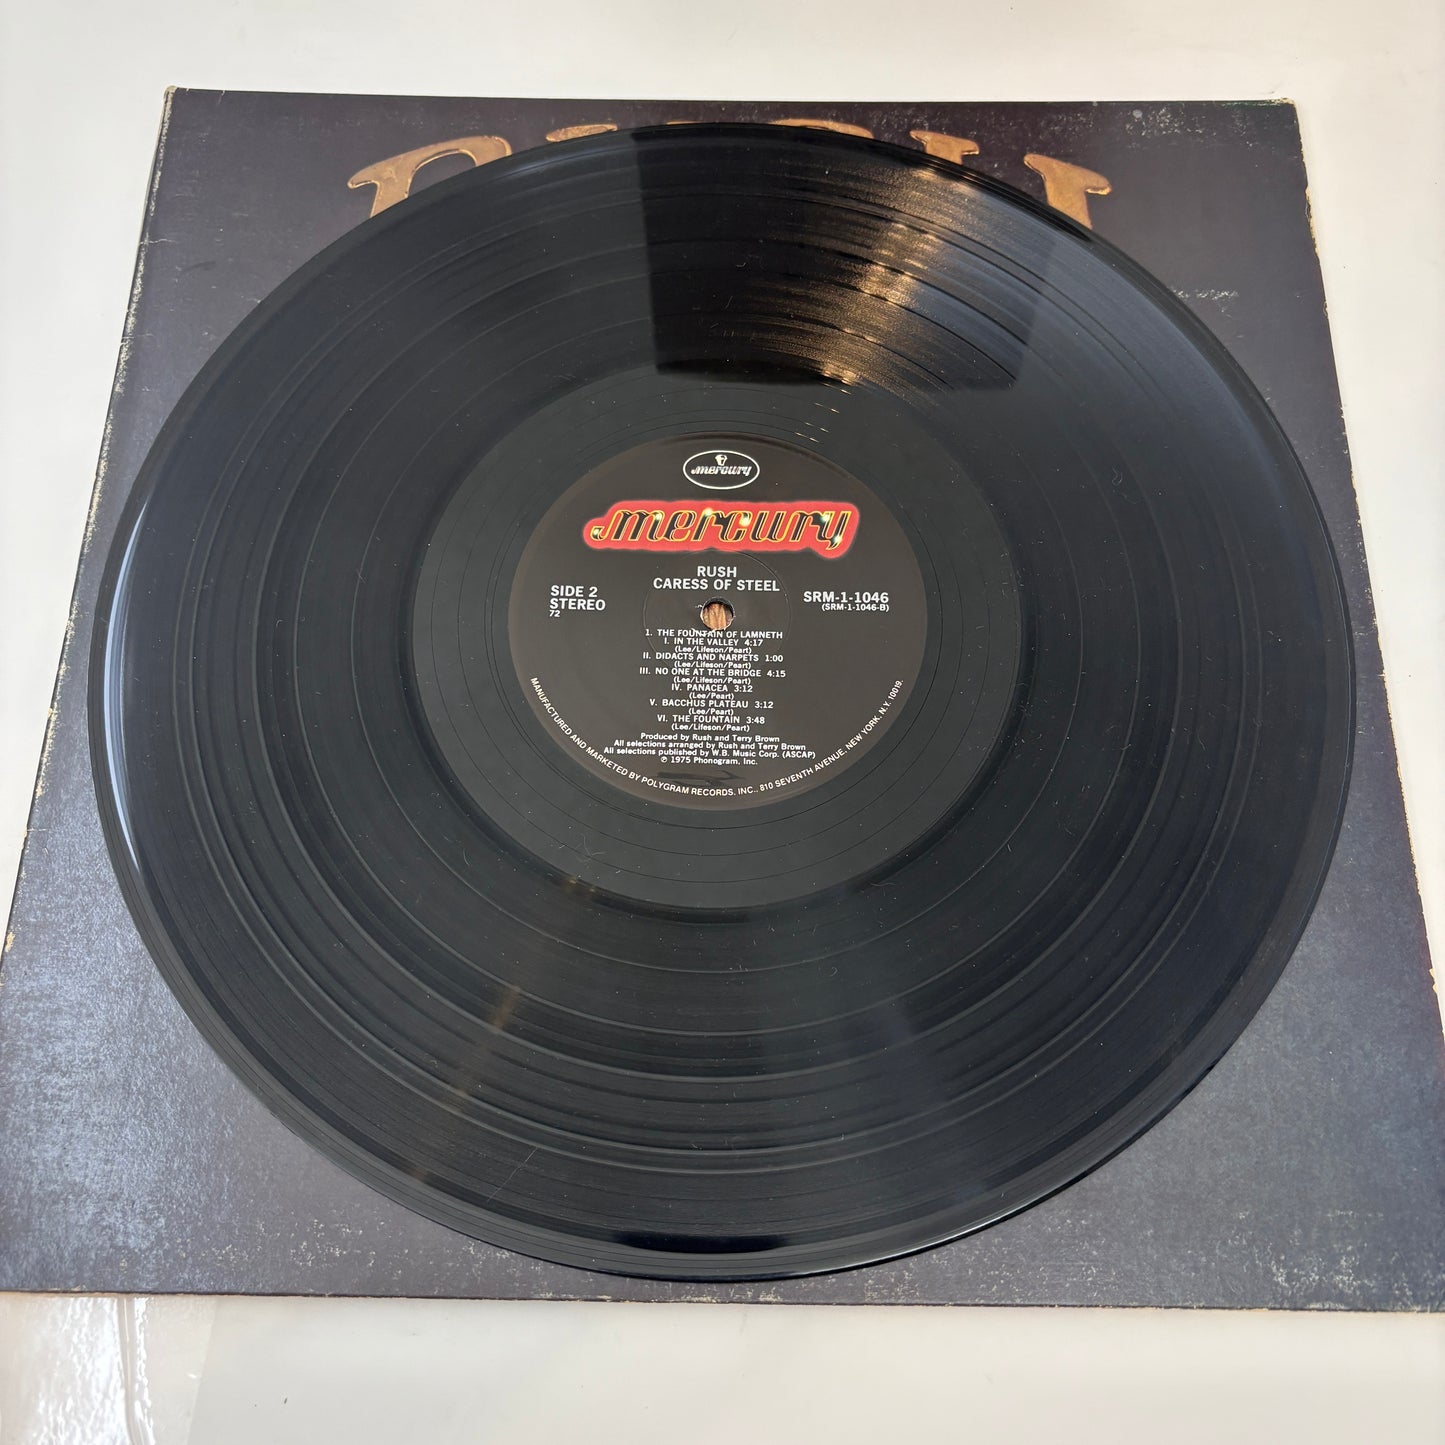 mercury
mercury
RUSH
CARESS OF STEEL
SIDE 2
STEREO
72
SRM-1-1046
(SRM-1-1046-B)
1. THE FOUNTAIN OF LAMNETH
I. IN THE VALLEY 4:17
(Lee/Lifeson/Peart)
II. DIDACTS AND NARPETS 1:00
(Lee/Lifeson/Peart)
III. NO ONE AT THE BRIDGE 4:15
(Lee/Lifeson/Peart)
IV. PANACEA 3:12
(Lee/Peart)
V. BACCHUS PLATEAU 3:12
(Lee/Peart)
VI. THE FOUNTAIN 3:48
(Lee/Lifeson/Peart)
Produced by Rush and Terry Brown
All selections arranged by Rush and Terry Brown
All selections published by W.B. Music Corp. (ASCAP)
℗ 1975 Phonogram, Inc.
MANUFACTURED AND MARKETED BY POLYGRAM RECORDS, INC., 810 SEVENTH AVENUE, NEW YORK, N.Y. 10019.